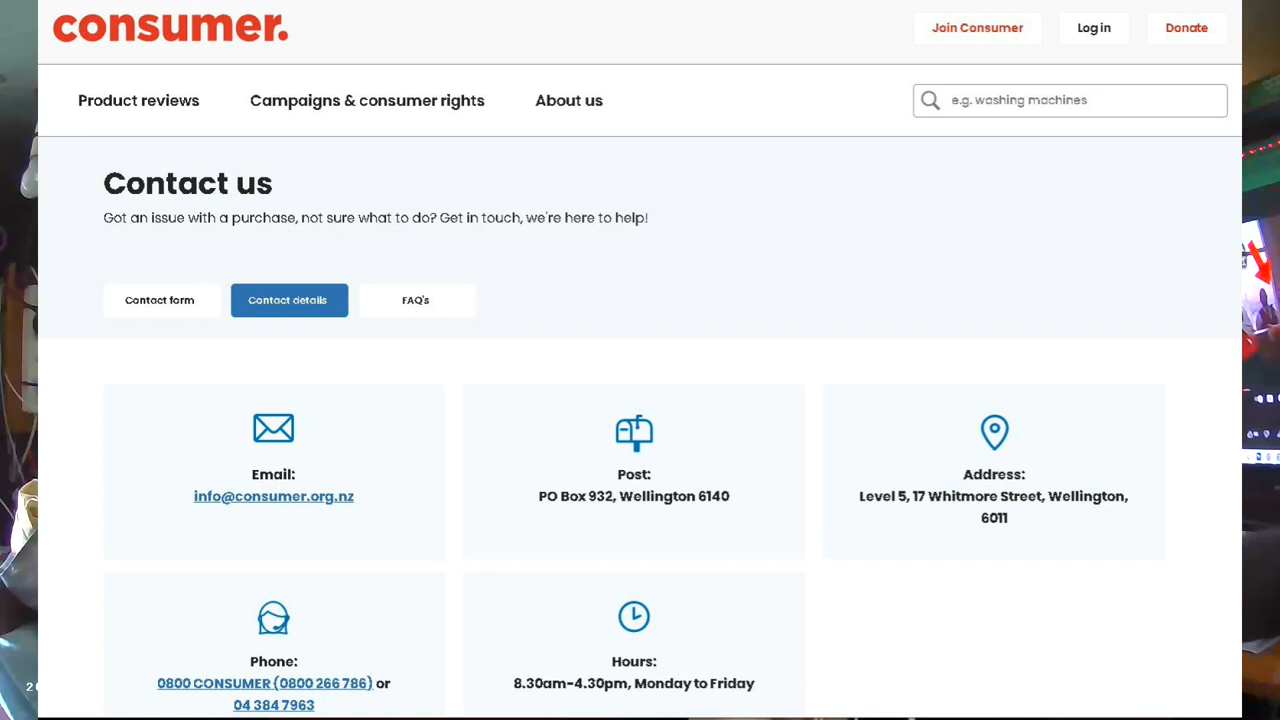 consumer.
Join Consumer
Log in
Donate
Product reviews
Campaigns & consumer rights
About us
e.g. washing machines
Contact us
Got an issue with a purchase, not sure what to do? Get in touch, we're here to help!
Contact form
Contact details
FAQ's
Email:
info@consumer.org.nz
Post:
PO Box 932, Wellington 6140
Address:
Level 5, 17 Whitmore Street, Wellington,
6011
Phone:
0800 CONSUMER (0800 266 786) or
04 384 7963
Hours:
8.30am-4.30pm, Monday to Friday